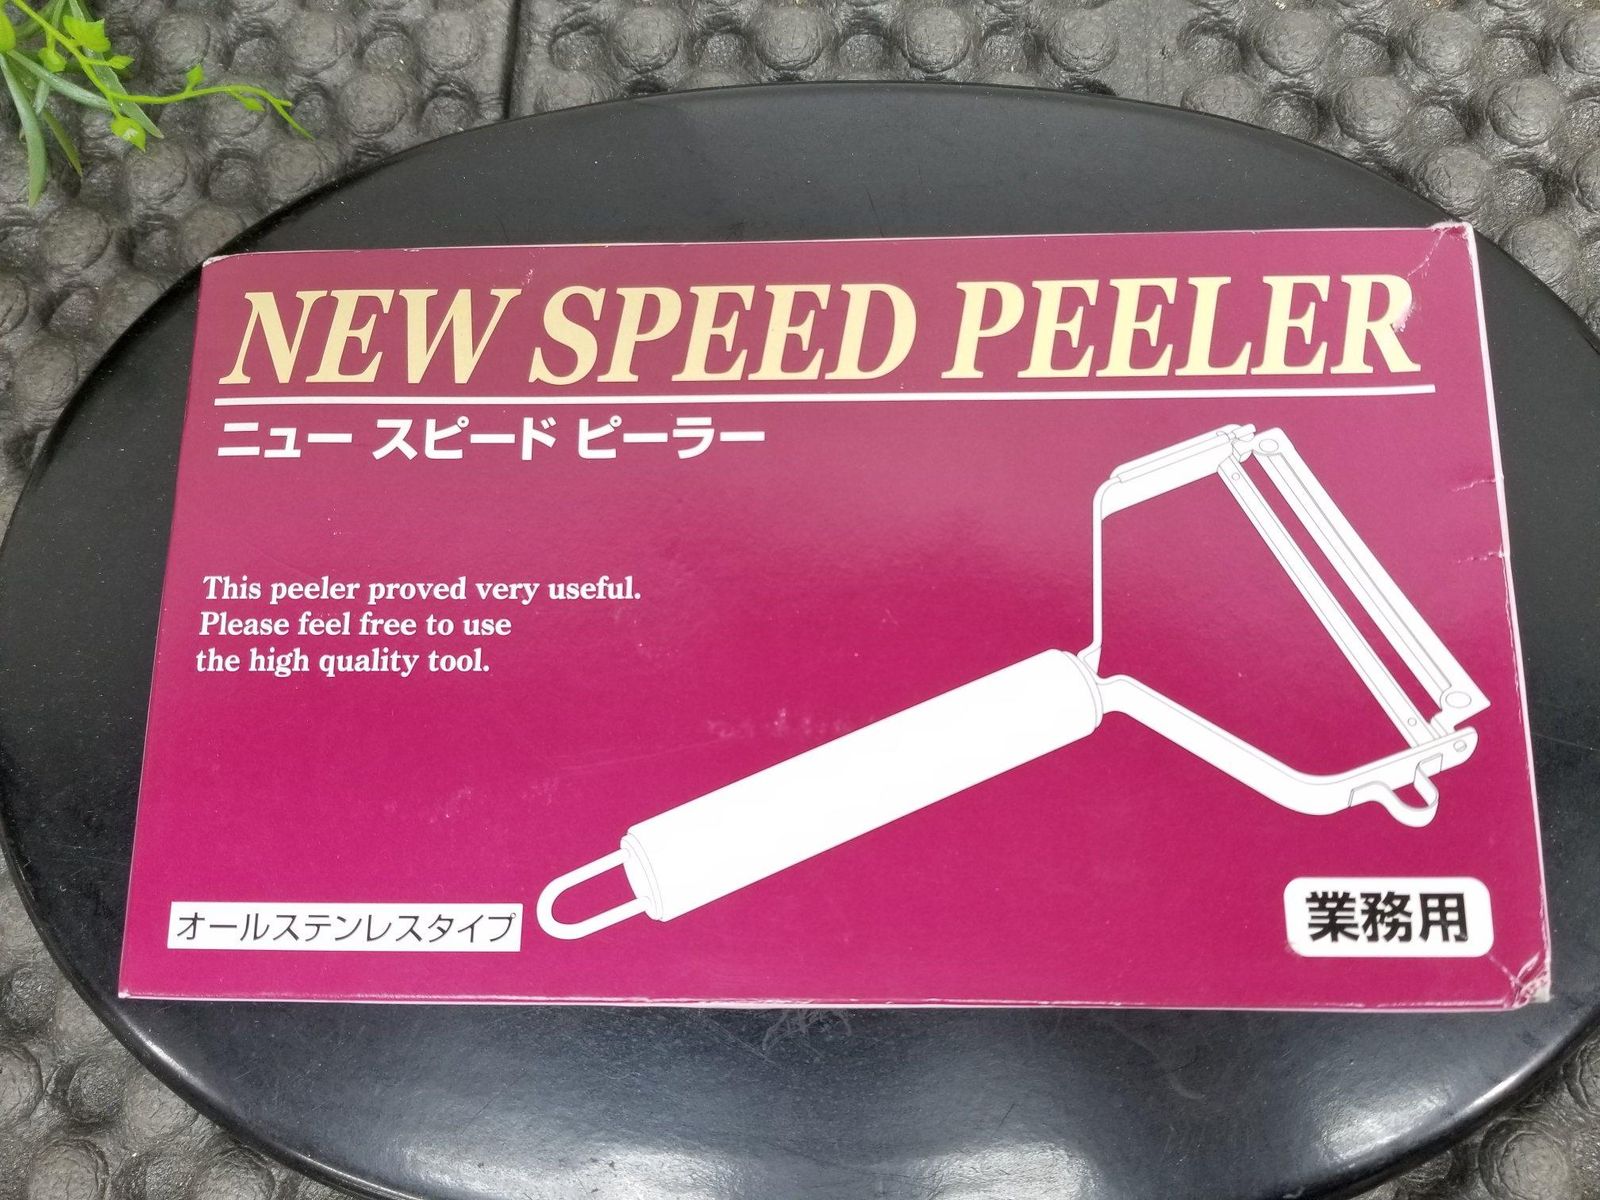 NEW SPEED PEELER
ニュー スピード ピーラー
This peeler proved very useful.
Please feel free to use
the high quality tool.
オールステンレスタイプ
業務用